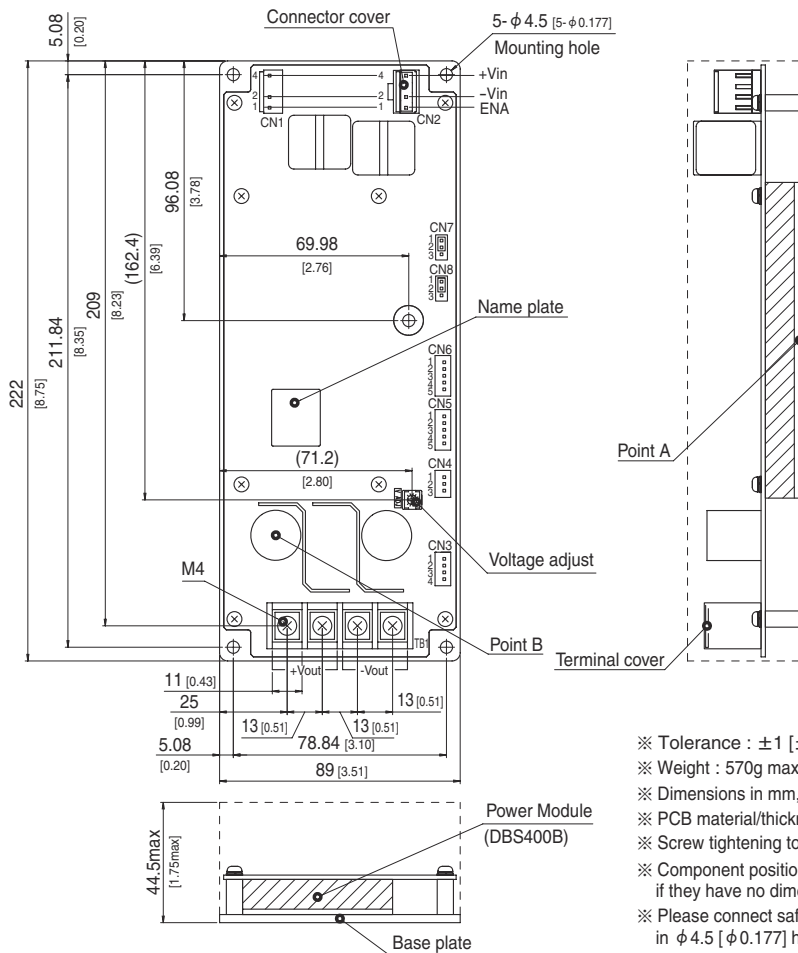 Connector cover
5-φ4.5 [5-φ0.177]
Mounting hole
5.08
[0.20]
4
2
1
CN1
4
2
1
CN2
+Vin
−Vin
ENA
96.08
[3.78]
(162.4)
[6.39]
209
[8.23]
211.84
[8.35]
222
[8.75]
69.98
[2.76]
CN7
1
2
3
CN8
1
2
3
Name plate
CN6
1
2
3
4
5
CN5
1
2
3
4
5
Point A
(71.2)
[2.80]
CN4
1
2
3
Voltage adjust
CN3
1
2
3
4
M4
TB1
Point B
Terminal cover
+Vout
-Vout
11 [0.43]
25
[0.99]
13 [0.51]
13 [0.51]
13 [0.51]
5.08
[0.20]
78.84 [3.10]
89 [3.51]
44.5max
[1.75max]
Power Module
(DBS400B)
Base plate
※ Tolerance : ±1 [
※ Weight : 570g max
※ Dimensions in mm,
※ PCB material/thick
※ Screw tightening to
※ Component positio
if they have no dim
※ Please connect saf
in φ4.5 [φ0.177] h